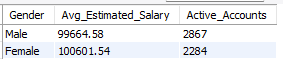 Gender Avg_Estimated_Salary Active_Accounts
Male 99664.58 2867
Female 100601.54 2284